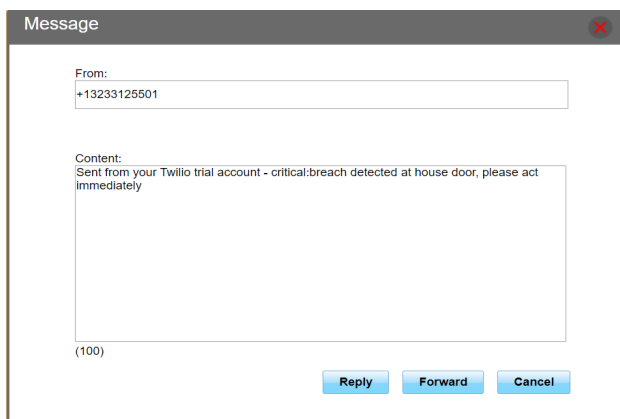 Message
From:
+13233125501
Content:
Sent from your Twilio trial account - critical:breach detected at house door, please act
immediately
(100)
Reply Forward Cancel